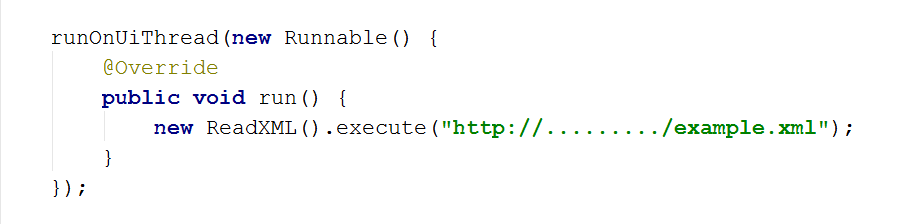 runOnUiThread(new Runnable() {
    @Override
    public void run() {
        new ReadXML().execute("http://........./example.xml");
    }
});